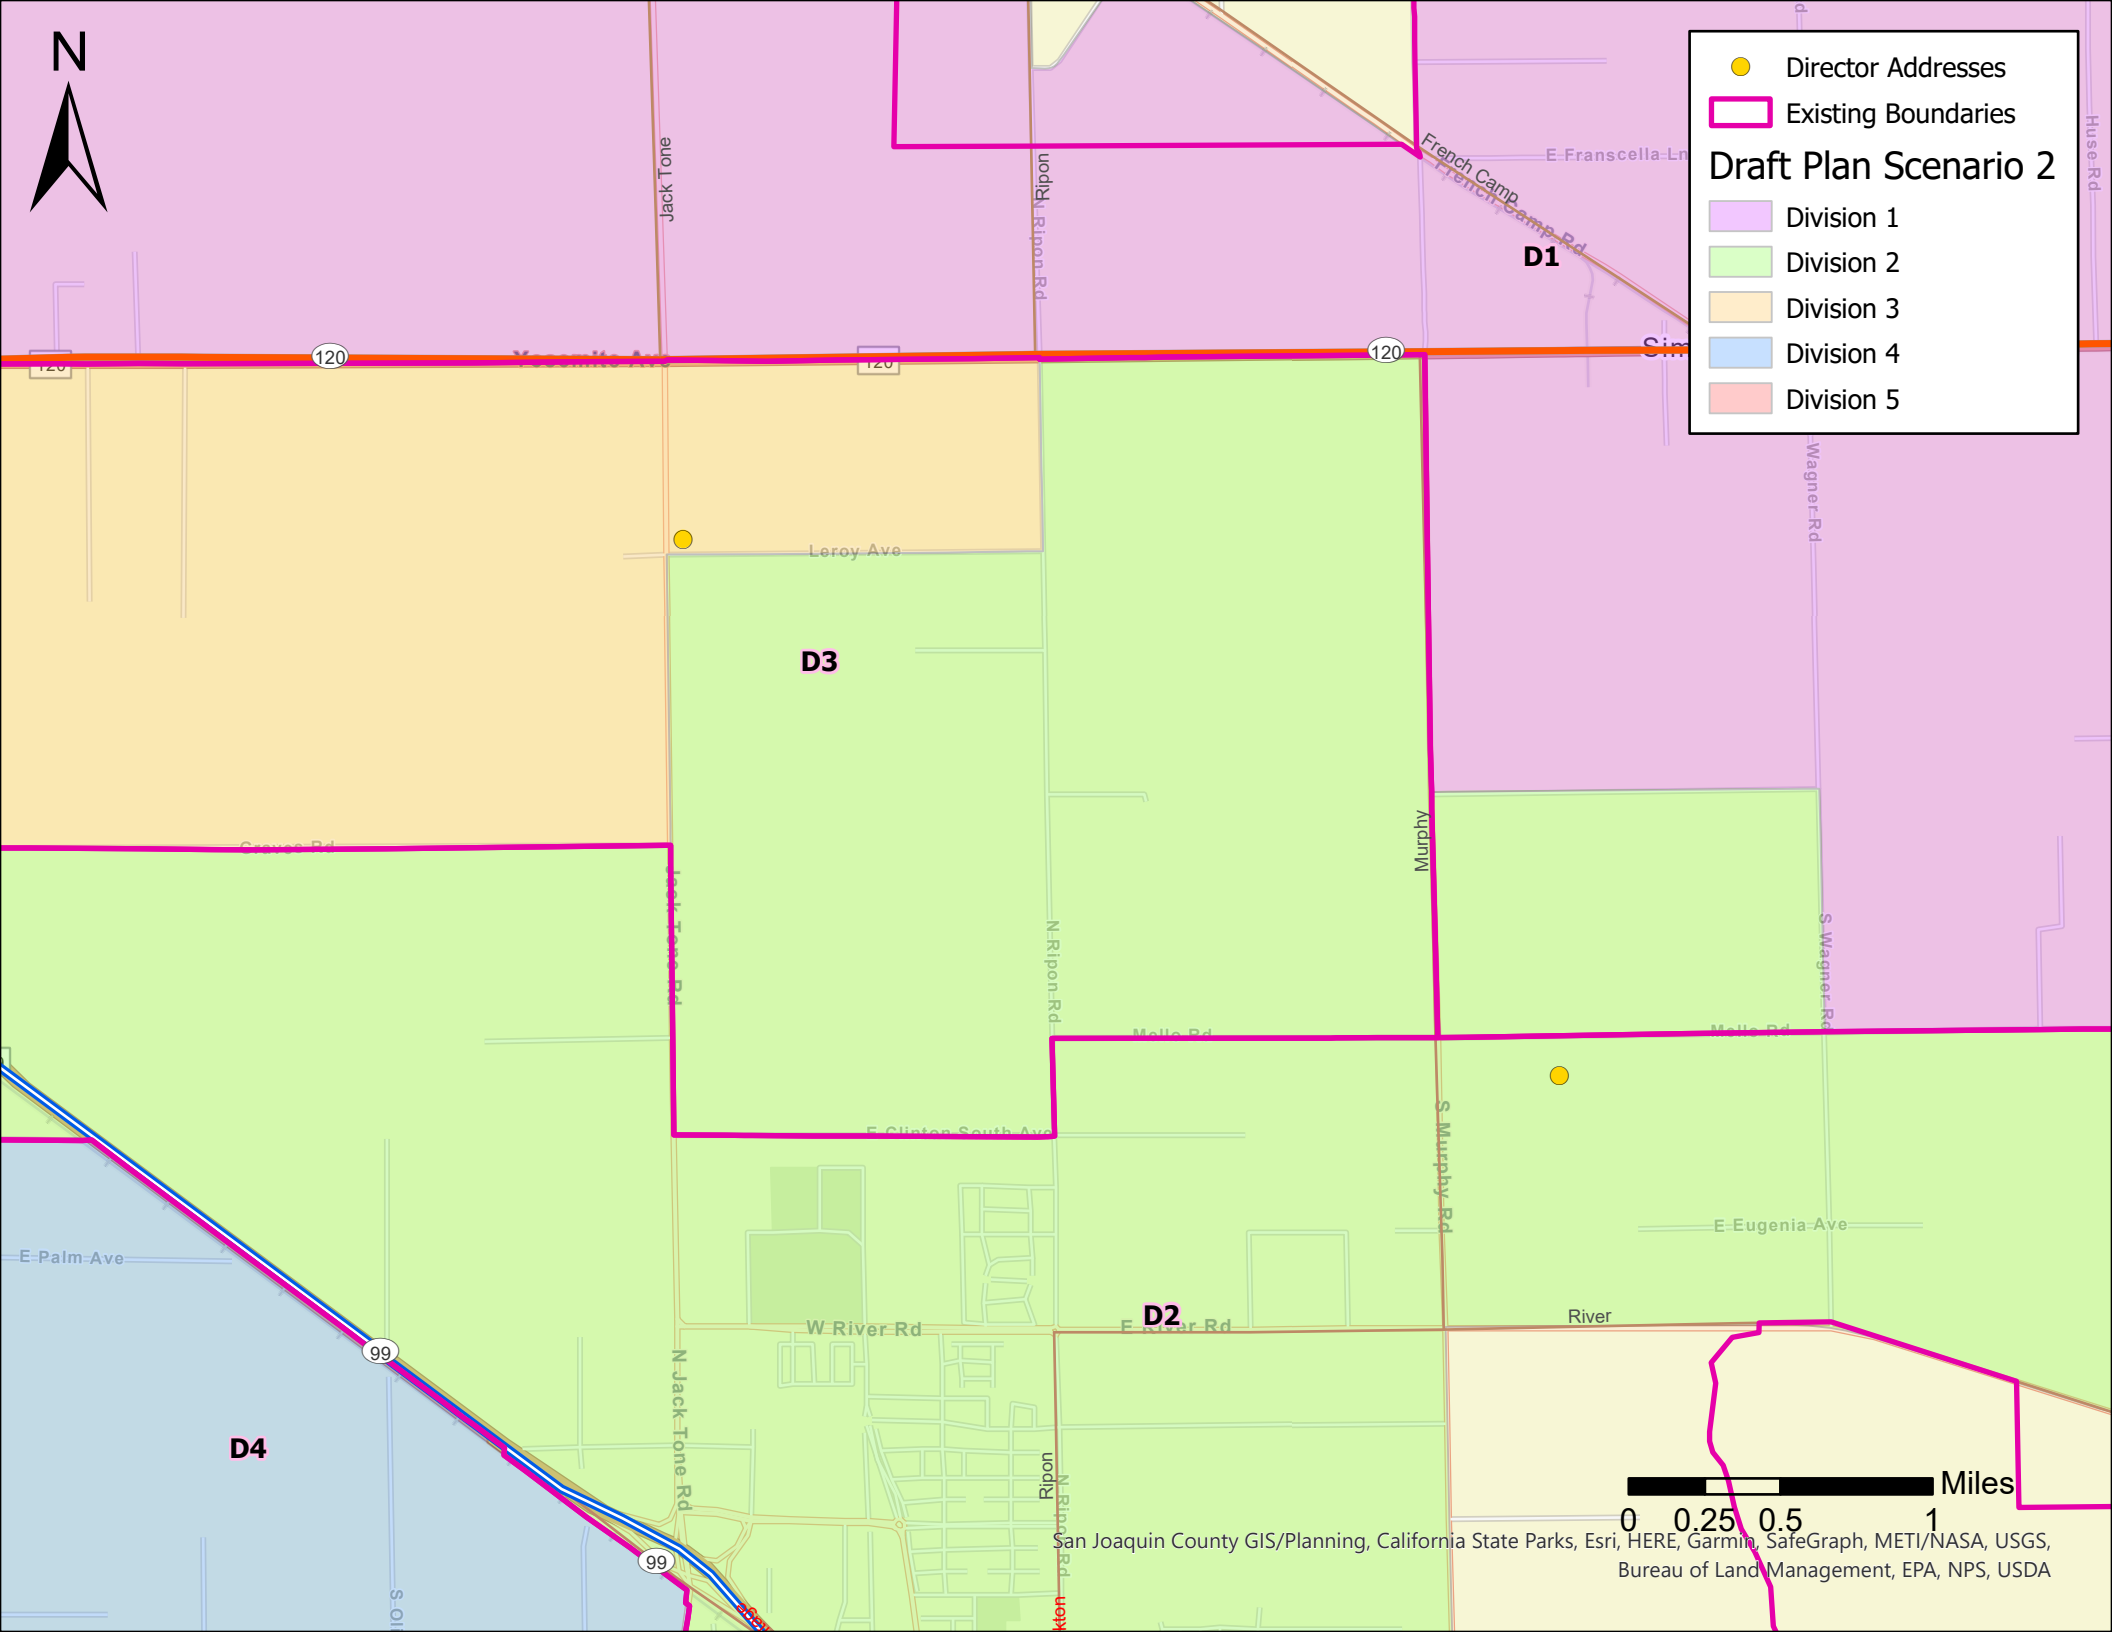 N
Director Addresses
Existing Boundaries
Draft Plan Scenario 2
Division 1
Division 2
Division 3
Division 4
Division 5
Jack Tone
Ripon
N Ripon Rd
French Camp
French Camp Rd
E Franscella Ln
Huse Rd
D1
120
120
Yosemite Ave
120
120
Sim
Wagner Rd
Leroy Ave
D3
Murphy
Graves Rd
Jack Tone Rd
N Ripon Rd
S Wagner Rd
Mello Rd
Mello Rd
E Clinton South Ave
S Murphy Rd
E Eugenia Ave
E Palm Ave
D2
River
W River Rd
E River Rd
99
N Jack Tone Rd
D4
Ripon
N Ripon Rd
99
S Oli
kton
Miles
0 0.25 0.5 1
San Joaquin County GIS/Planning, California State Parks, Esri, HERE, Garmin, SafeGraph, METI/NASA, USGS,
Bureau of Land Management, EPA, NPS, USDA